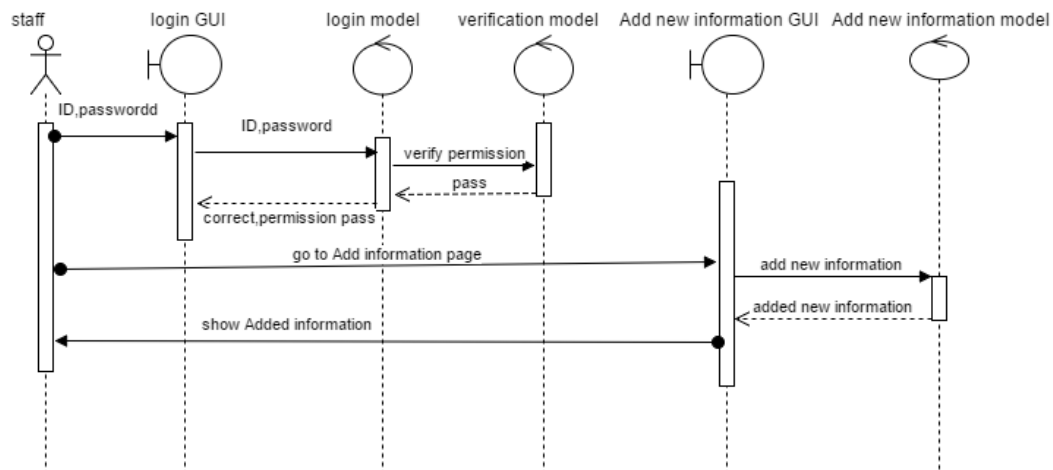 staff
login GUI
login model
verification model
Add new information GUI
Add new information model
ID,passwordd
ID,password
verify permission
pass
correct,permission pass
go to Add information page
add new information
added new information
show Added information